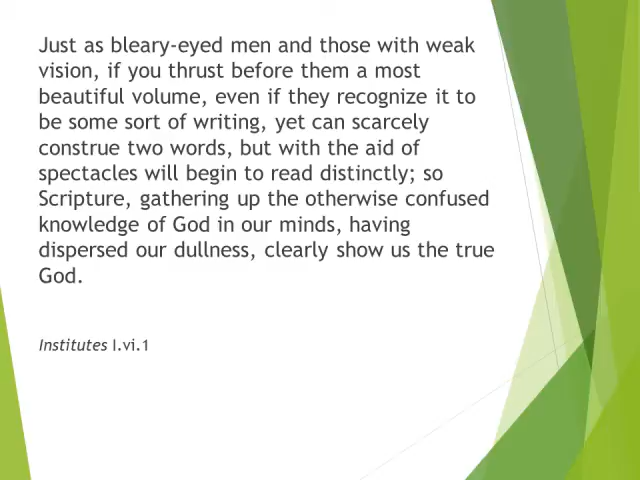 Just as bleary-eyed men and those with weak
vision, if you thrust before them a most
beautiful volume, even if they recognize it to
be some sort of writing, yet can scarcely
construe two words, but with the aid of
spectacles will begin to read distinctly; so
Scripture, gathering up the otherwise confused
knowledge of God in our minds, having
dispersed our dullness, clearly show us the true
God.
Institutes I.vi.1